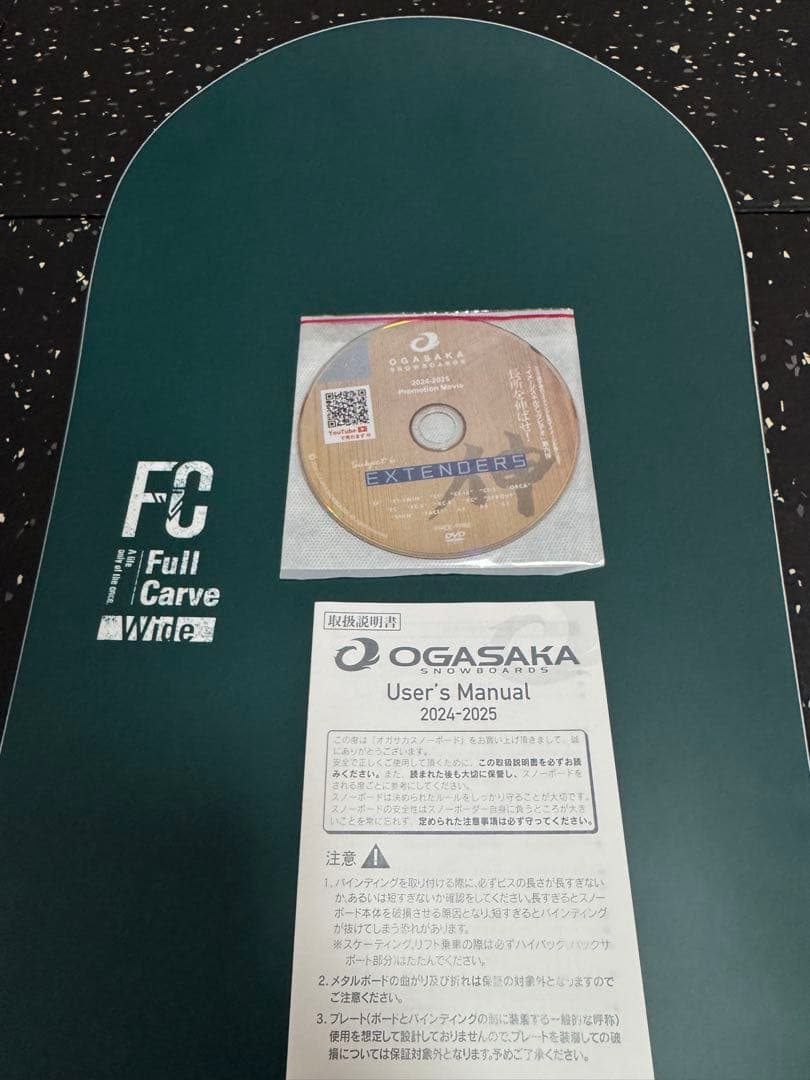 OGASAKA
SNOWBOARDS
2024-2025
Promotion Movie
長所を伸ばせ!
YouTube
で見れます!!
EXTENDERS
伸
DVD
FC
A life
only of the once.
Full
Carve
Wide
取扱説明書
OGASAKA
SNOWBOARDS
User's Manual
2024-2025
この度は「オガサカスノーボード」をお買い上げ頂きまして、誠
にありがとうございます。
安全で正しくご使用して頂くために、この取扱説明書を必ずお読
みください。また、読まれた後も大切に保管し、スノーボードを
される度ごとに参考にしてください。
スノーボードは決められたルールをしっかり守ることが大切です。
スノーボードの安全性はスノーボーダー自身に負うところが大き
いことを常に忘れず、定められた注意事項は必ず守ってください。
注意
1. バインディングを取り付ける際に、必ずビスの長さが長すぎない
か、あるいは短すぎないか確認をしてください。長すぎるとスノー
ボード本体を破損させる原因となり、短すぎるとバインディング
が抜けてしまう恐れがあります。
※スケーティング、リフト乗車の際は必ずハイバック(バックサ
ポート部分)はたたんでください。
2. メタルボードの曲がり及び折れは保証の対象外となりますので
ご注意ください。
3. プレート(ボードとバインディングの間に装着する一般的な呼称)
使用を想定して設計しておりませんので、プレートを装着しての破
損については保証対象外となります。予めご了承ください。